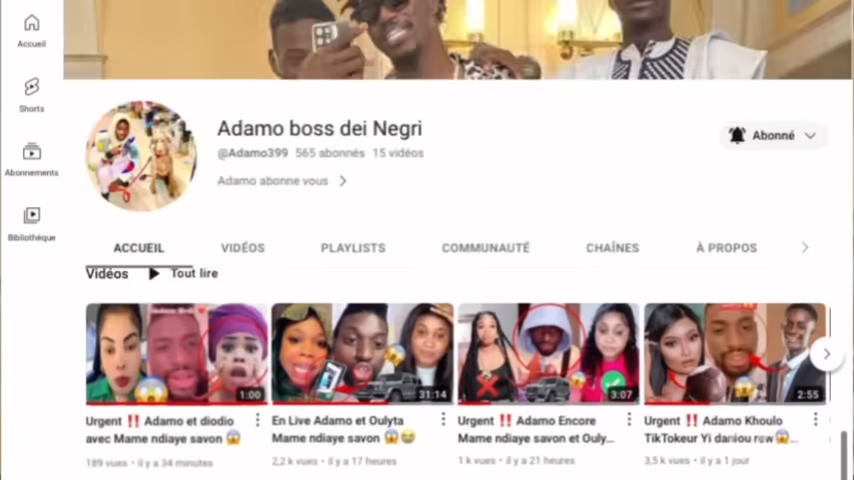 Accueil
Shorts
Abonnements
Bibliothèque
Adamo boss dei Negri
@Adamo399 565 abonnés 15 vidéos
Adamo abonne vous
Abonné
ACCUEIL VIDÉOS PLAYLISTS COMMUNAUTÉ CHAÎNES À PROPOS
Vidéos Tout lire
1:00
31:14
3:07
2:55
Urgent ‼️ Adamo et diodio
avec Mame ndiaye savon 😱
189 vues • il y a 34 minutes
En Live Adamo et Oulyta
Mame ndiaye savon 😱😭
2,2 k vues • il y a 17 heures
Urgent ‼️ Adamo Encore
Mame ndiaye savon et Ouly...
1 k vues • il y a 21 heures
Urgent ‼️ Adamo Khoulo
TikTokeur Yi daniou raw😱...
3,5 k vues • il y a 1 jour